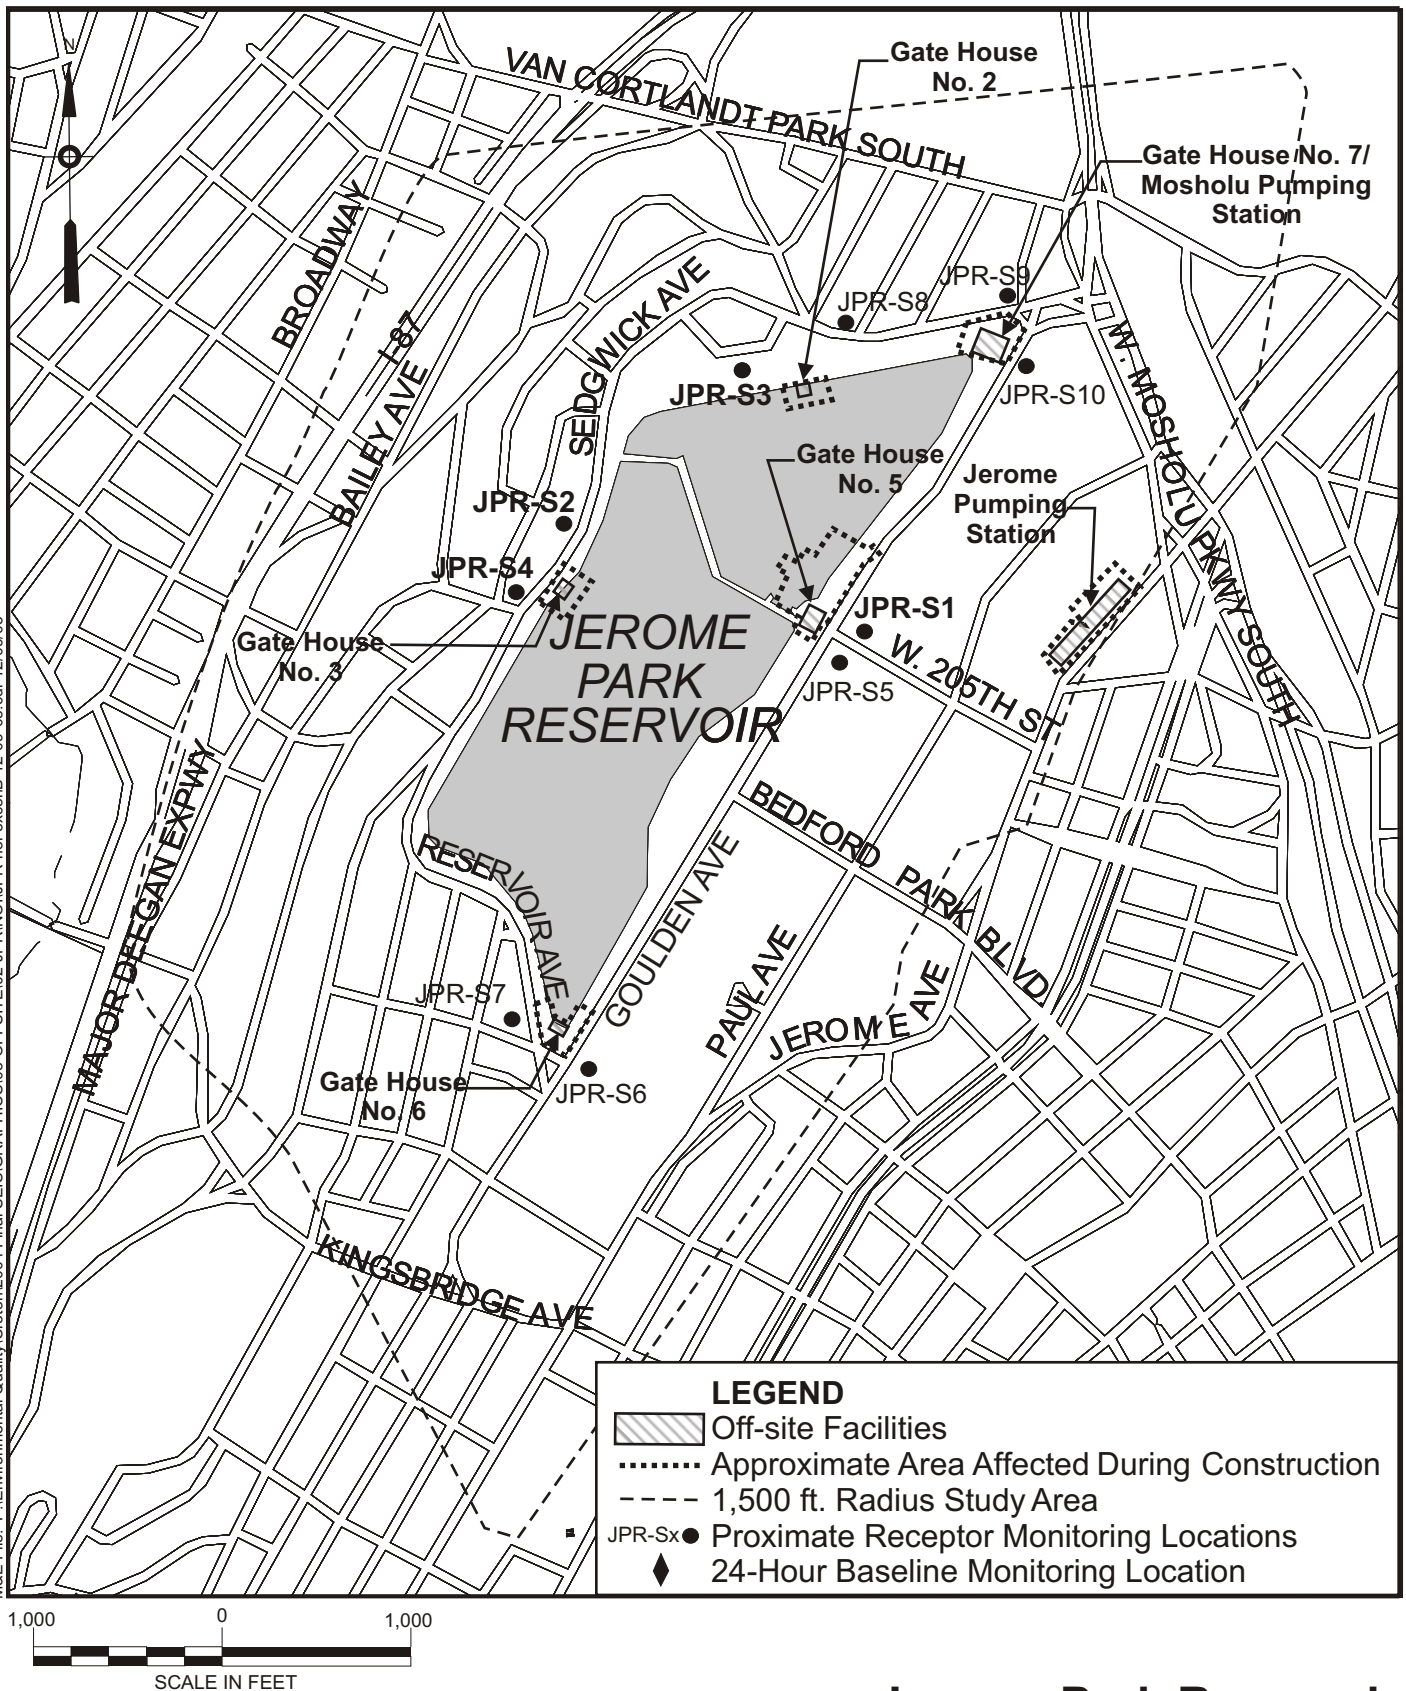 N
VAN CORTLANDT PARK SOUTH
Gate House
No. 2
Gate House No. 7/
Mosholu Pumping
Station
BROADWAY
I-87
BAILEY AVE
SEDGWICK AVE
JPR-S9
JPR-S8
JPR-S3
JPR-S10
W. MOSHOLU PKWY SOUTH
Gate House
No. 5
Jerome
Pumping
Station
JPR-S2
JPR-S4
Gate House
No. 3
JEROME
PARK
RESERVOIR
JPR-S1
JPR-S5
W. 205TH ST
MAJOR DEEGAN EXPWY
BEDFORD PARK BLVD
RESERVOIR AVE
GOULDEN AVE
PAUL AVE
JEROME AVE
JPR-S7
Gate House
No. 6
JPR-S6
KINGSBRIDGE AVE
LEGEND
Off-site Facilities
Approximate Area Affected During Construction
1,500 ft. Radius Study Area
JPR-Sx Proximate Receptor Monitoring Locations
24-Hour Baseline Monitoring Location
1,000 0 1,000
SCALE IN FEET